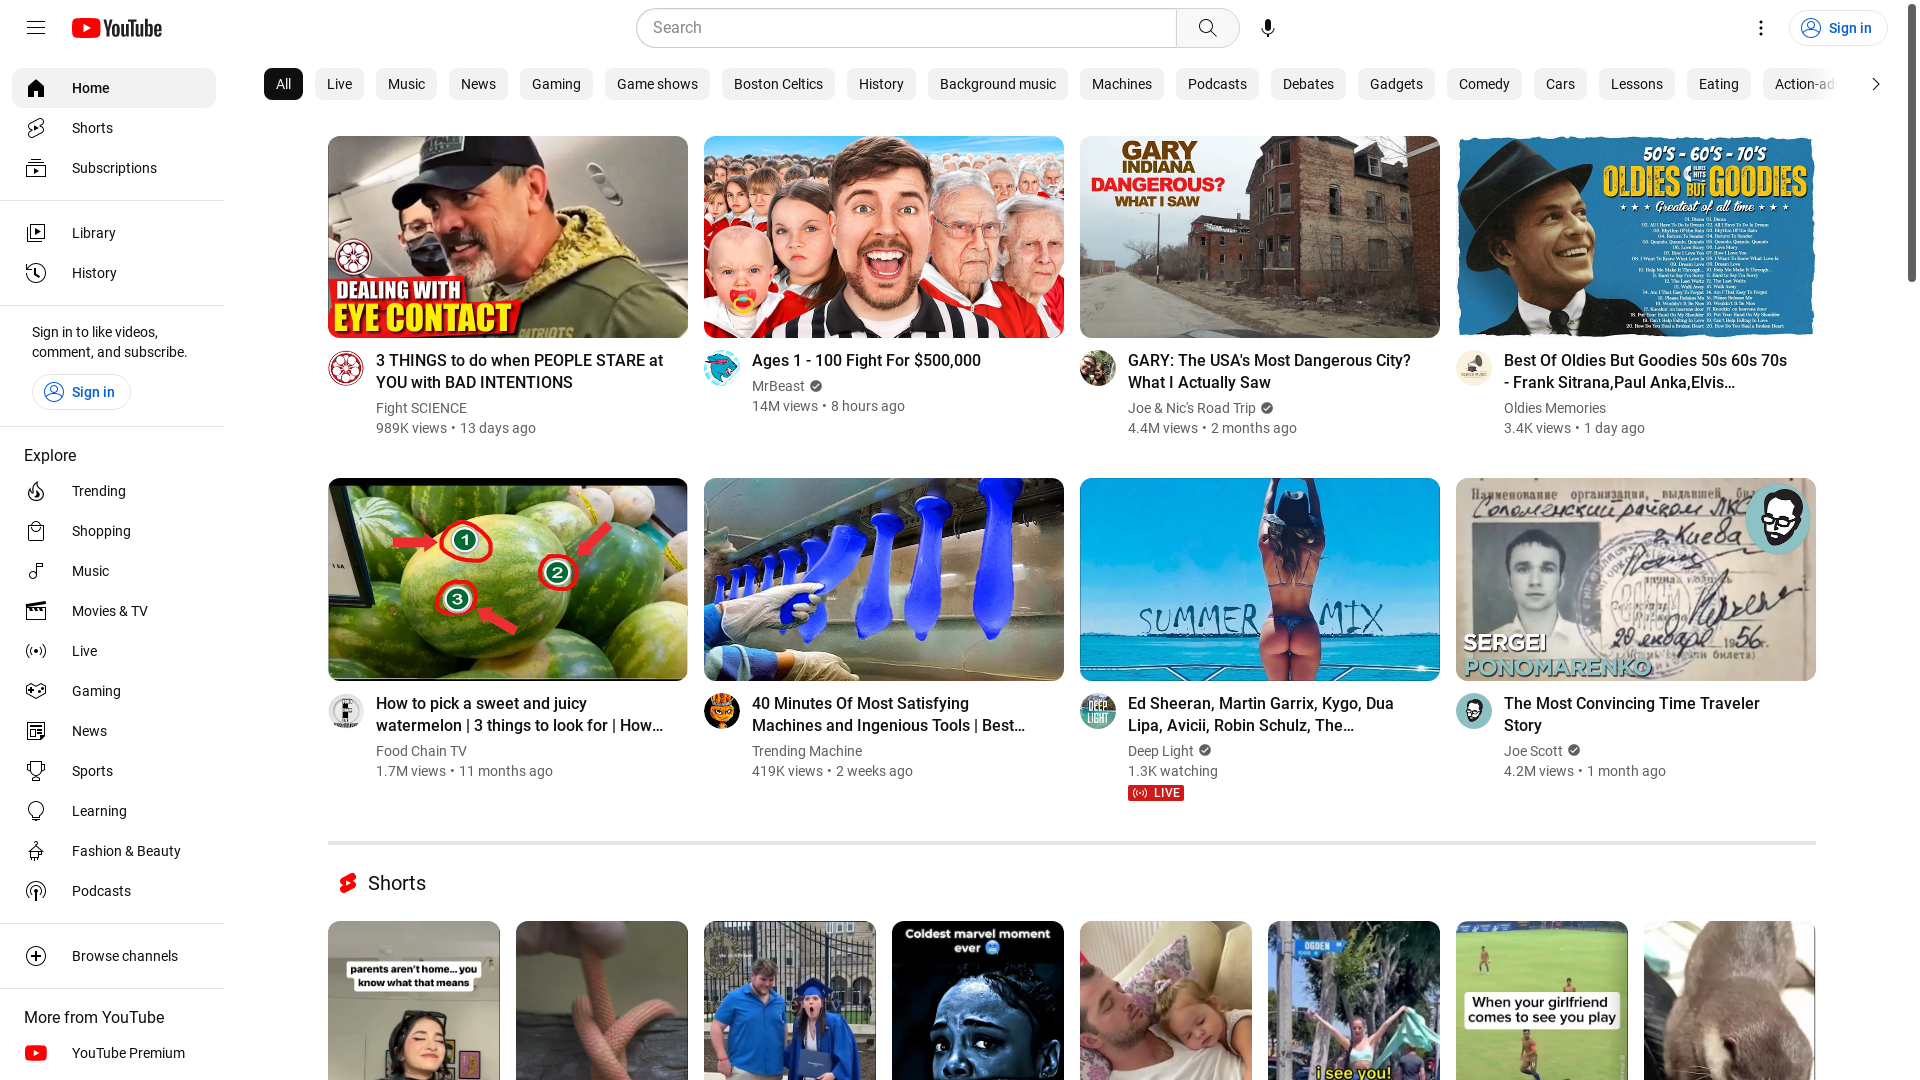 YouTube
Search
Sign in
Home
Shorts
Subscriptions
Library
History
Sign in to like videos,
comment, and subscribe.
Sign in
Explore
Trending
Shopping
Music
Movies & TV
Live
Gaming
News
Sports
Learning
Fashion & Beauty
Podcasts
Browse channels
More from YouTube
YouTube Premium
All
Live
Music
News
Gaming
Game shows
Boston Celtics
History
Background music
Machines
Podcasts
Debates
Gadgets
Comedy
Cars
Lessons
Eating
Action-ad
DEALING WITH
EYE CONTACT
PATRIOTS
3 THINGS to do when PEOPLE STARE at
YOU with BAD INTENTIONS
Fight SCIENCE
989K views • 13 days ago
Ages 1 - 100 Fight For $500,000
MrBeast
14M views • 8 hours ago
GARY
INDIANA
DANGEROUS?
WHAT I SAW
GARY: The USA's Most Dangerous City?
What I Actually Saw
Joe & Nic's Road Trip
4.4M views • 2 months ago
50'S - 60'S - 70'S
OLDIES BUT GOODIES
Greatest of all time
Best Of Oldies But Goodies 50s 60s 70s
- Frank Sitrana,Paul Anka,Elvis…
Oldies Memories
3.4K views • 1 day ago
1
2
3
How to pick a sweet and juicy
watermelon | 3 things to look for | How…
Food Chain TV
1.7M views • 11 months ago
40 Minutes Of Most Satisfying
Machines and Ingenious Tools | Best…
Trending Machine
419K views • 2 weeks ago
SUMMER MIX
DEEP
LIGHT
Ed Sheeran, Martin Garrix, Kygo, Dua
Lipa, Avicii, Robin Schulz, The…
Deep Light
1.3K watching
LIVE
Наименование организации, выдавшей
г Киева
1956г.
SERGEI
PONOMARENKO
The Most Convincing Time Traveler
Story
Joe Scott
4.2M views • 1 month ago
Shorts
parents aren't home... you
know what that means
Coldest marvel moment
ever 🥶
OGDEN
i see you!
When your girlfriend
comes to see you play